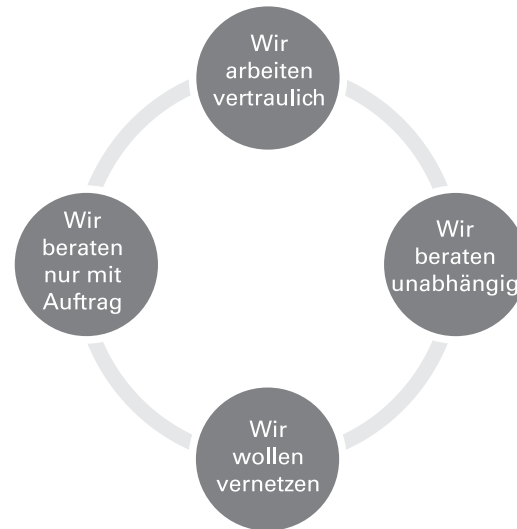 Wir
arbeiten
vertraulich
Wir
beraten
nur mit
Auftrag
Wir
beraten
unabhängig
Wir
wollen
vernetzen